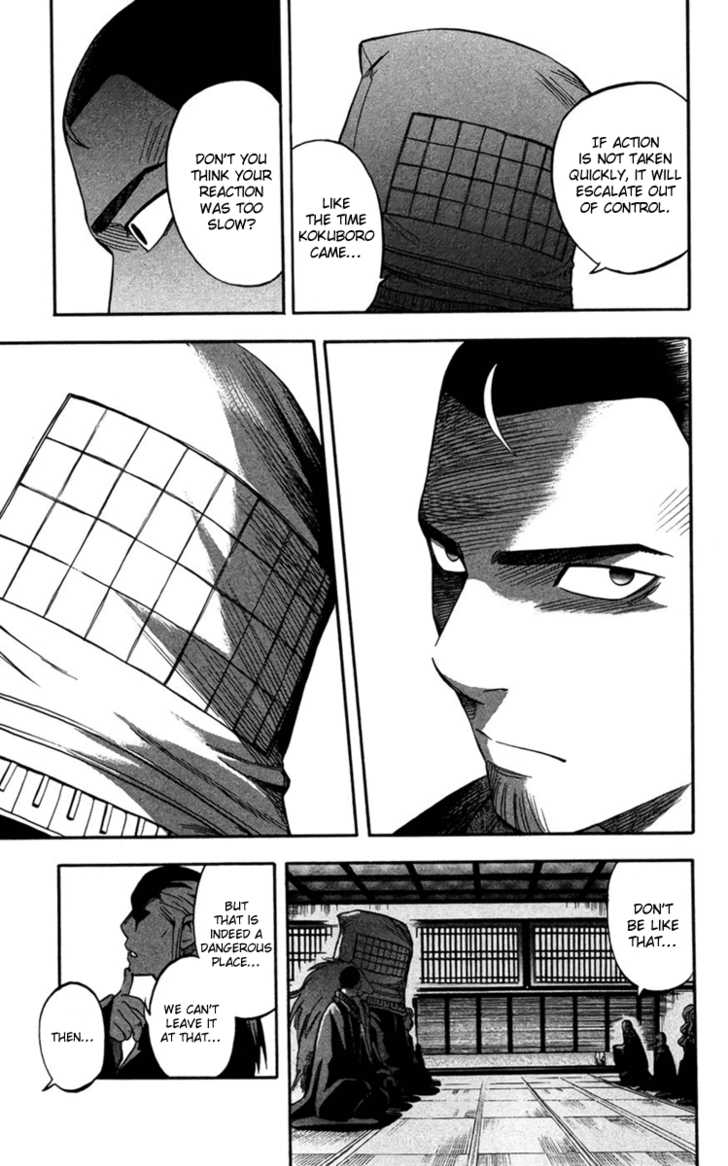 IF ACTION
IS NOT TAKEN
QUICKLY, IT WILL
ESCALATE OUT
OF CONTROL.
LIKE
THE TIME
KOKUBORO
CAME...
DON'T YOU
THINK YOUR
REACTION
WAS TOO
SLOW?
DON'T
BE LIKE
THAT...
BUT
THAT IS
INDEED A
DANGEROUS
PLACE...
WE CAN'T
LEAVE IT
AT THAT...
THEN...